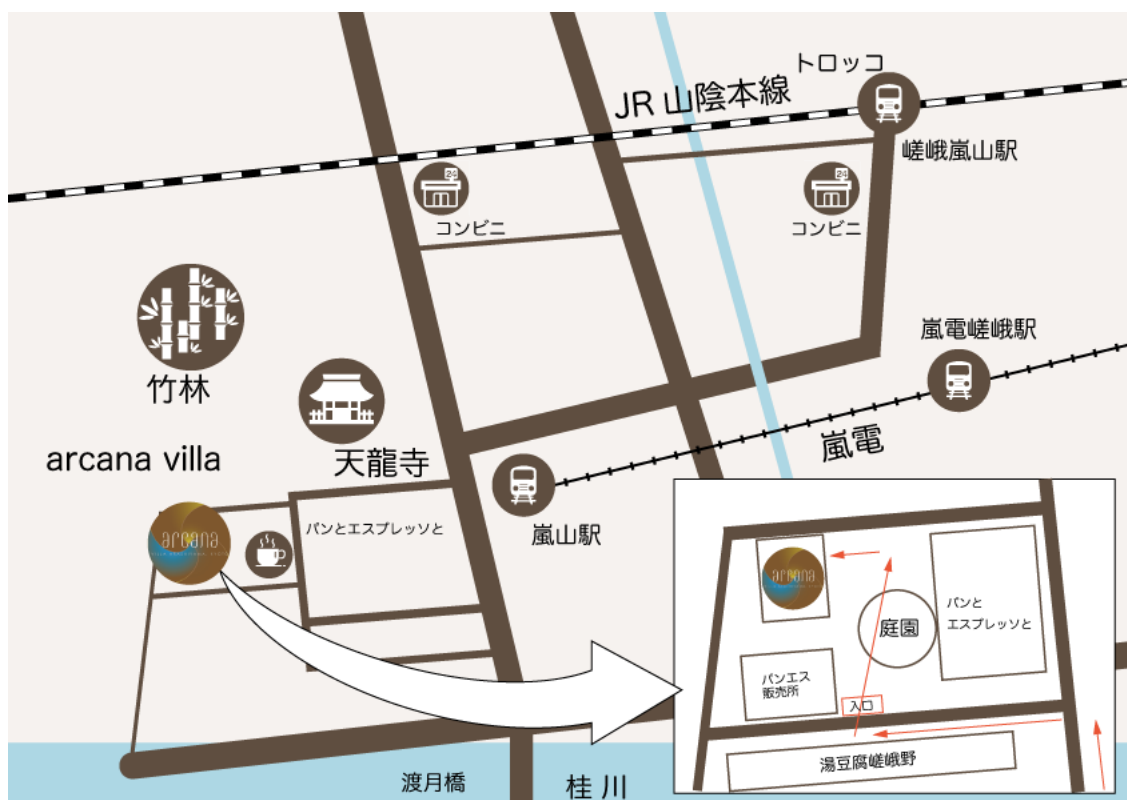 トロッコ
JR 山陰本線
嵯峨嵐山駅
24
コンビニ
24
コンビニ
竹林
天龍寺
嵐電嵯峨駅
嵐電
嵐山駅
arcana villa
arcana
パンとエスプレッソと
arcana
庭園
パンと
エスプレッソと
パンエス
販売所
入口
湯豆腐嵯峨野
渡月橋
桂川